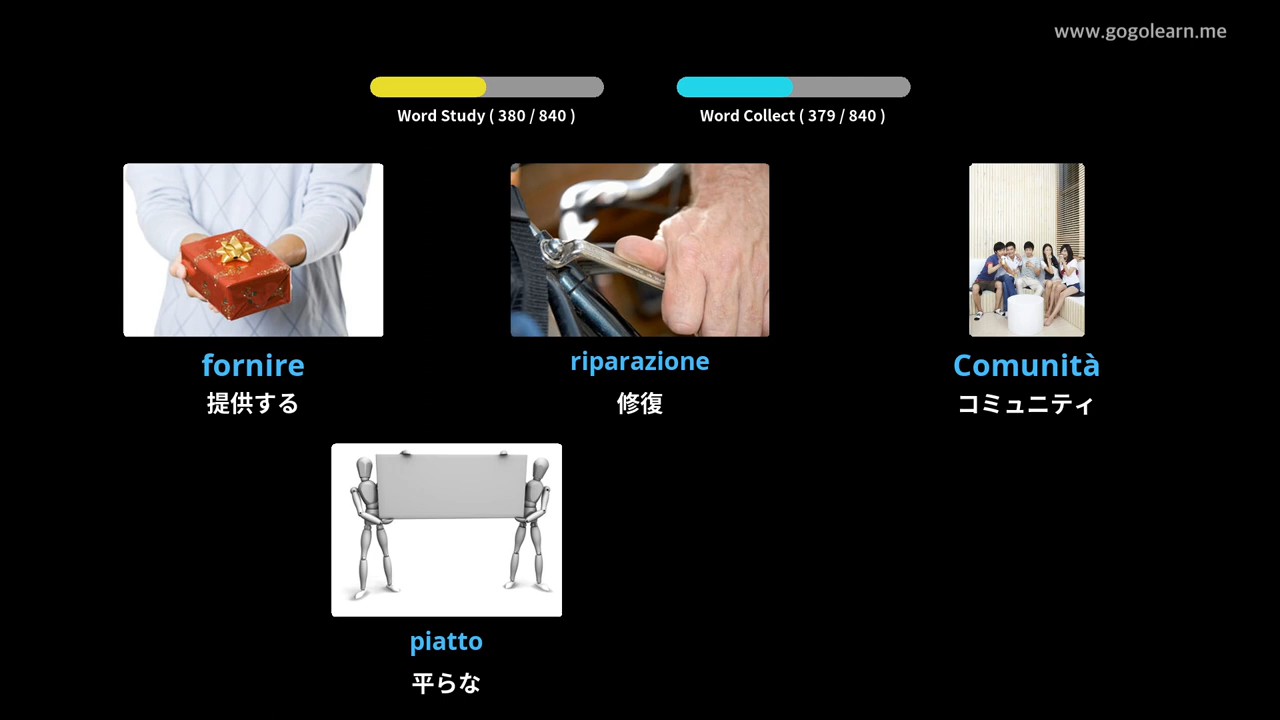 www.gogolearn.me
Word Study ( 380 / 840 )
Word Collect ( 379 / 840 )
fornire
提供する
riparazione
修復
Comunità
コミュニティ
piatto
平らな